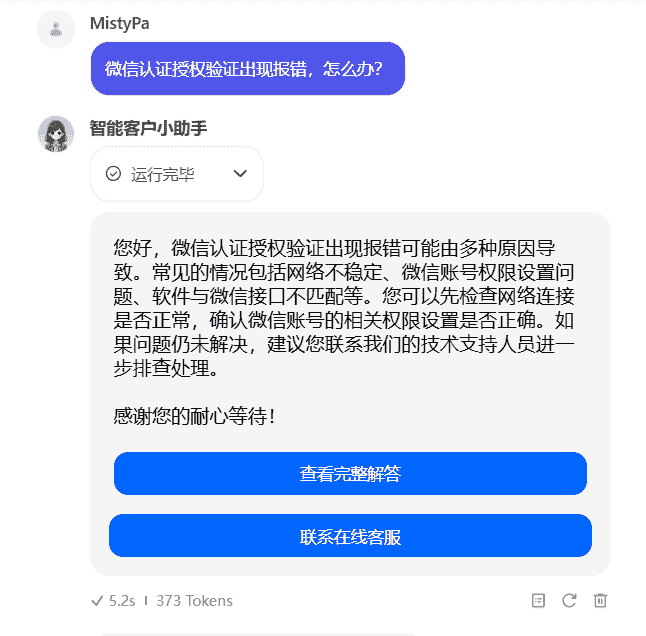 MistyPa
微信认证授权验证出现报错，怎么办？
智能客户小助手
运行完毕
您好，微信认证授权验证出现报错可能由多种原因导
致。常见的情况包括网络不稳定、微信账号权限设置问
题、软件与微信接口不匹配等。您可以先检查网络连接
是否正常，确认微信账号的相关权限设置是否正确。如
果问题仍未解决，建议您联系我们的技术支持人员进一
步排查处理。
感谢您的耐心等待！
查看完整解答
联系在线客服
5.2s | 373 Tokens